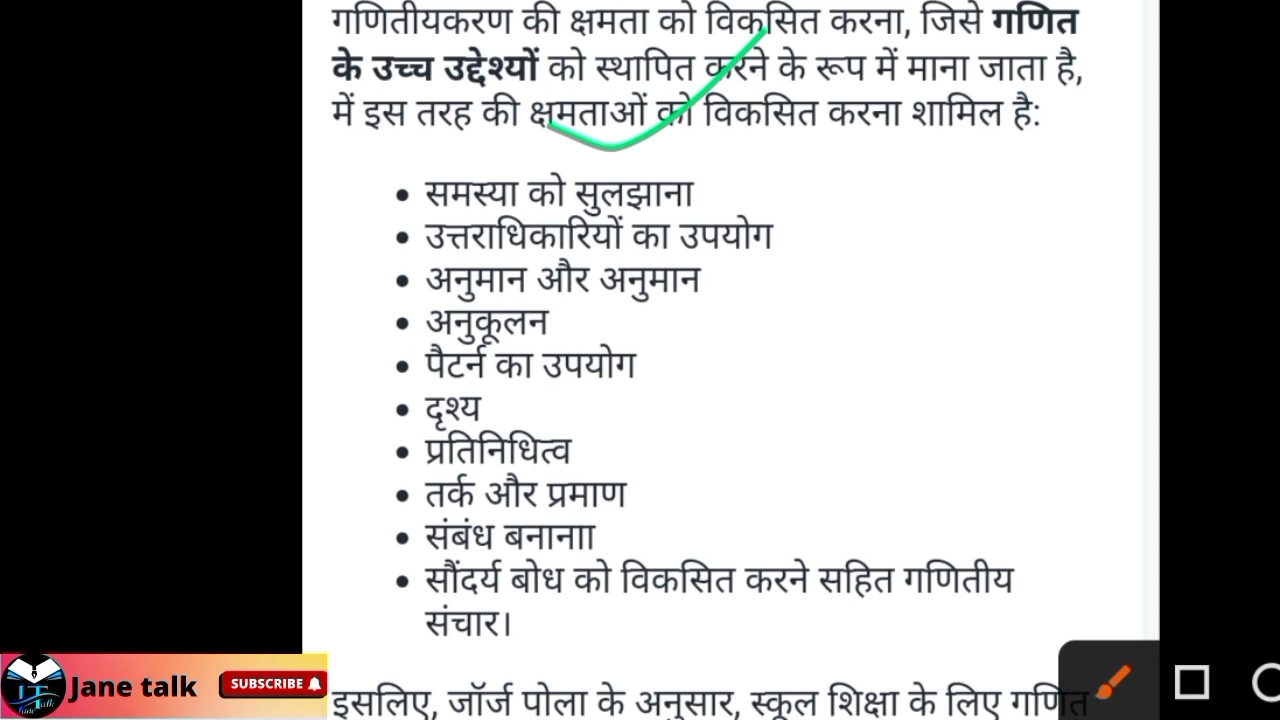 गणितीयकरण की क्षमता को विकसित करना, जिसे गणित
के उच्च उद्देश्यों को स्थापित करने के रूप में माना जाता है,
में इस तरह की क्षमताओं को विकसित करना शामिल है:
• समस्या को सुलझाना
• उत्तराधिकारियों का उपयोग
• अनुमान और अनुमान
• अनुकूलन
• पैटर्न का उपयोग
• दृश्य
• प्रतिनिधित्व
• तर्क और प्रमाण
• संबंध बनानाा
• सौंदर्य बोध को विकसित करने सहित गणितीय
संचार।
इसलिए, जॉर्ज पोला के अनुसार, स्कूल शिक्षा के लिए गणित
Jane talk
SUBSCRIBE